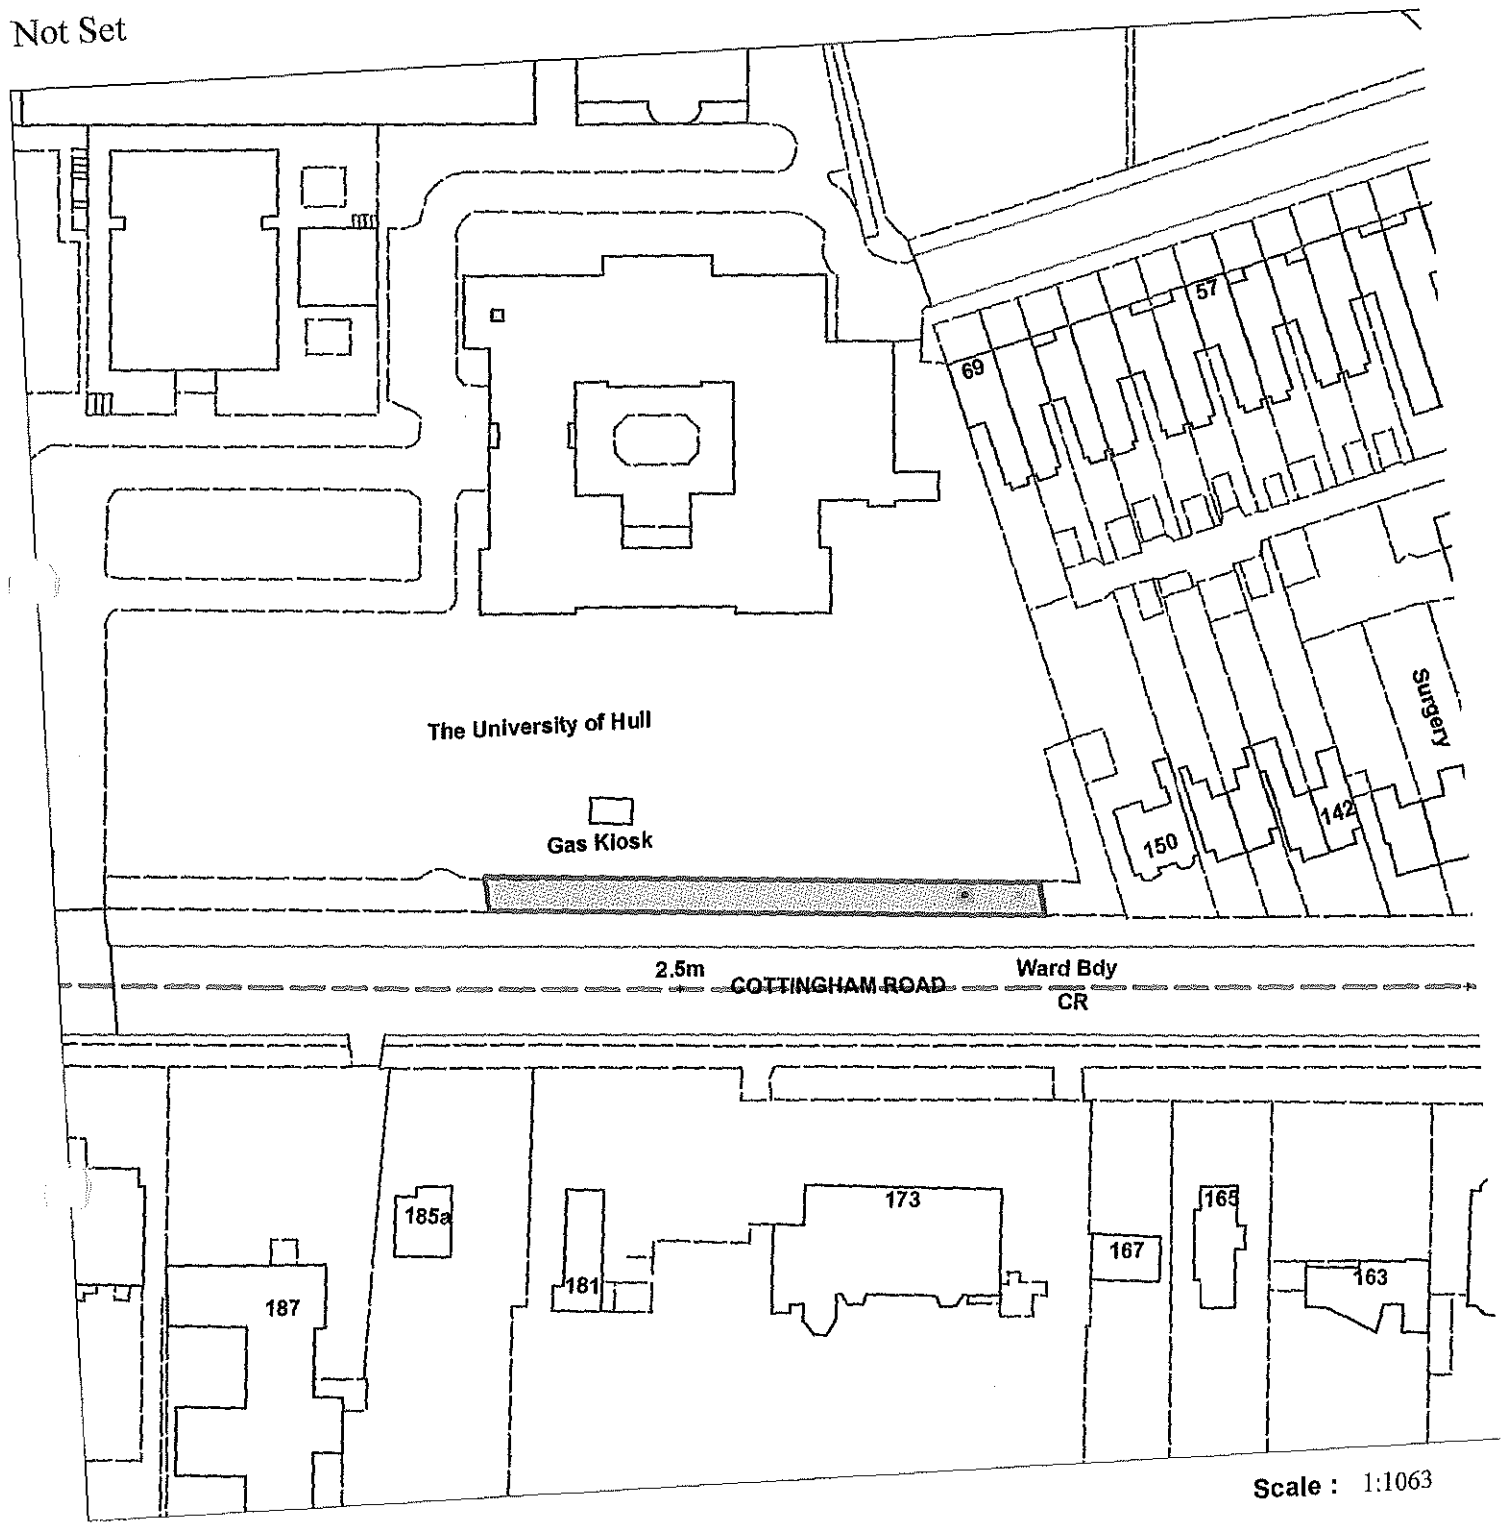 Not Set
57
69
Surgery
The University of Hull
Gas Kiosk
142
150
2.5m
Ward Bdy
COTTINGHAM ROAD
CR
173
165
185a
167
181
163
187
Scale : 1:1063